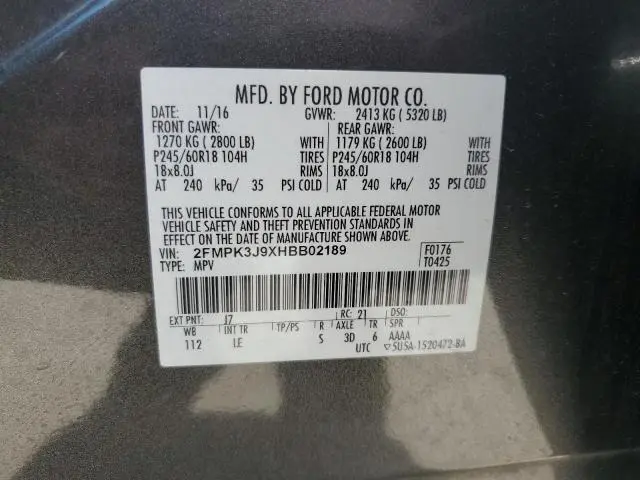 MFD. BY FORD MOTOR CO.
DATE: 11/16 GVWR: 2413 KG ( 5320 LB)
FRONT GAWR: REAR GAWR:
1270 KG ( 2800 LB) WITH 1179 KG ( 2600 LB) WITH
P245/60R18 104H TIRES P245/60R18 104H TIRES
18x8.0J RIMS 18x8.0J RIMS
AT 240 kPa/ 35 PSI COLD AT 240 kPa/ 35 PSI COLD
THIS VEHICLE CONFORMS TO ALL APPLICABLE FEDERAL MOTOR
VEHICLE SAFETY AND THEFT PREVENTION STANDARDS IN
EFFECT ON THE DATE OF MANUFACTURE SHOWN ABOVE.
VIN: 2FMPK3J9XHBB02189 F0176
TYPE: MPV T0425
EXT PNT: J7 RC: 21 DSO:
WB INT TR TP/PS R AXLE TR SPR
112 LE S 3D 6 AAAA
UTC 5U5A-1520472-BA